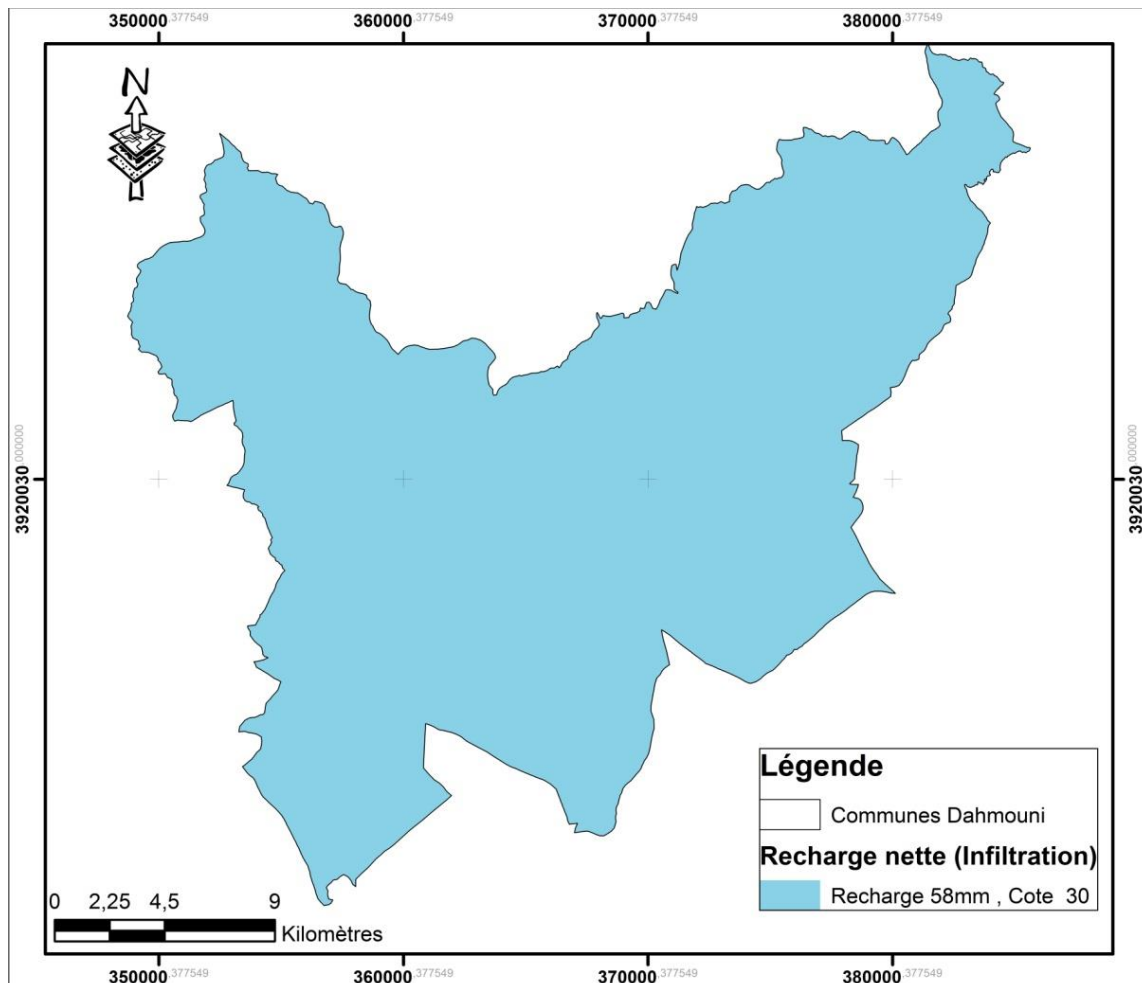 350000,377549 360000,377549 370000,377549 380000,377549
N
3920030,000000 3920030,000000
Légende
Communes Dahmouni
Recharge nette (Infiltration)
Recharge 58mm , Cote 30
0 2,25 4,5 9
Kilomètres
350000,377549 360000,377549 370000,377549 380000,377549